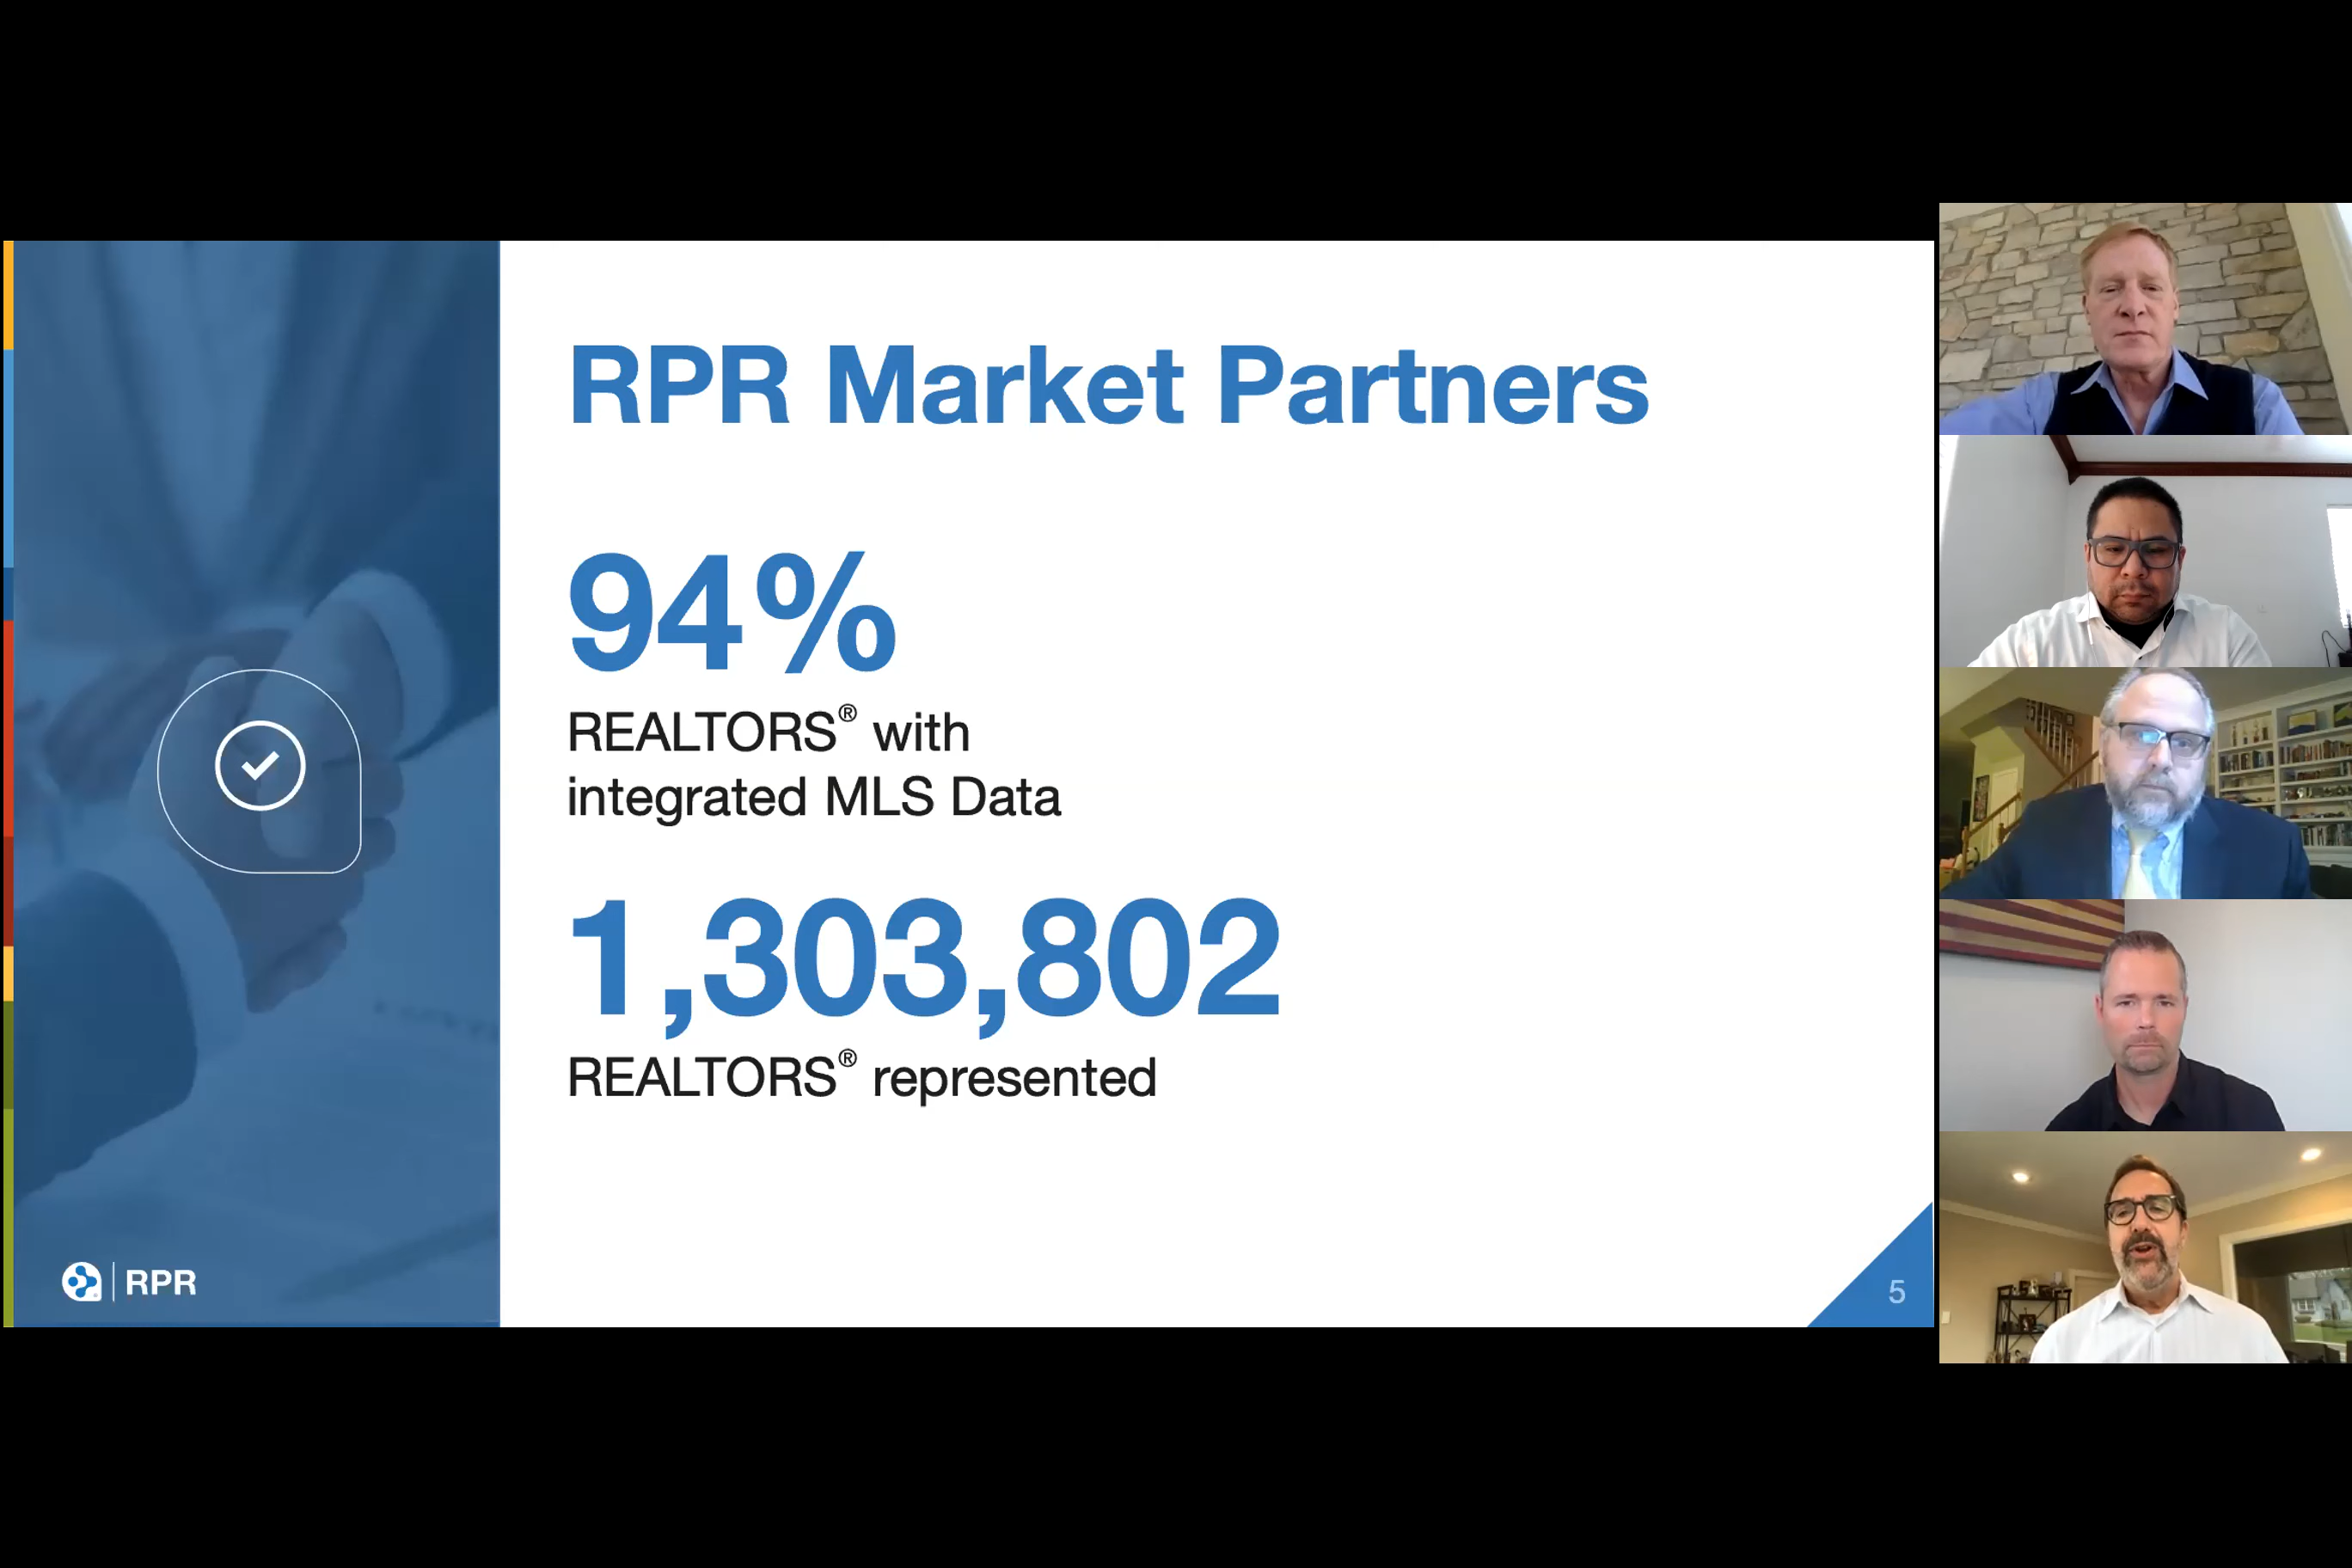 RPR Market Partners
94%
REALTORS® with
integrated MLS Data
1,303,802
REALTORS® represented
RPR
5